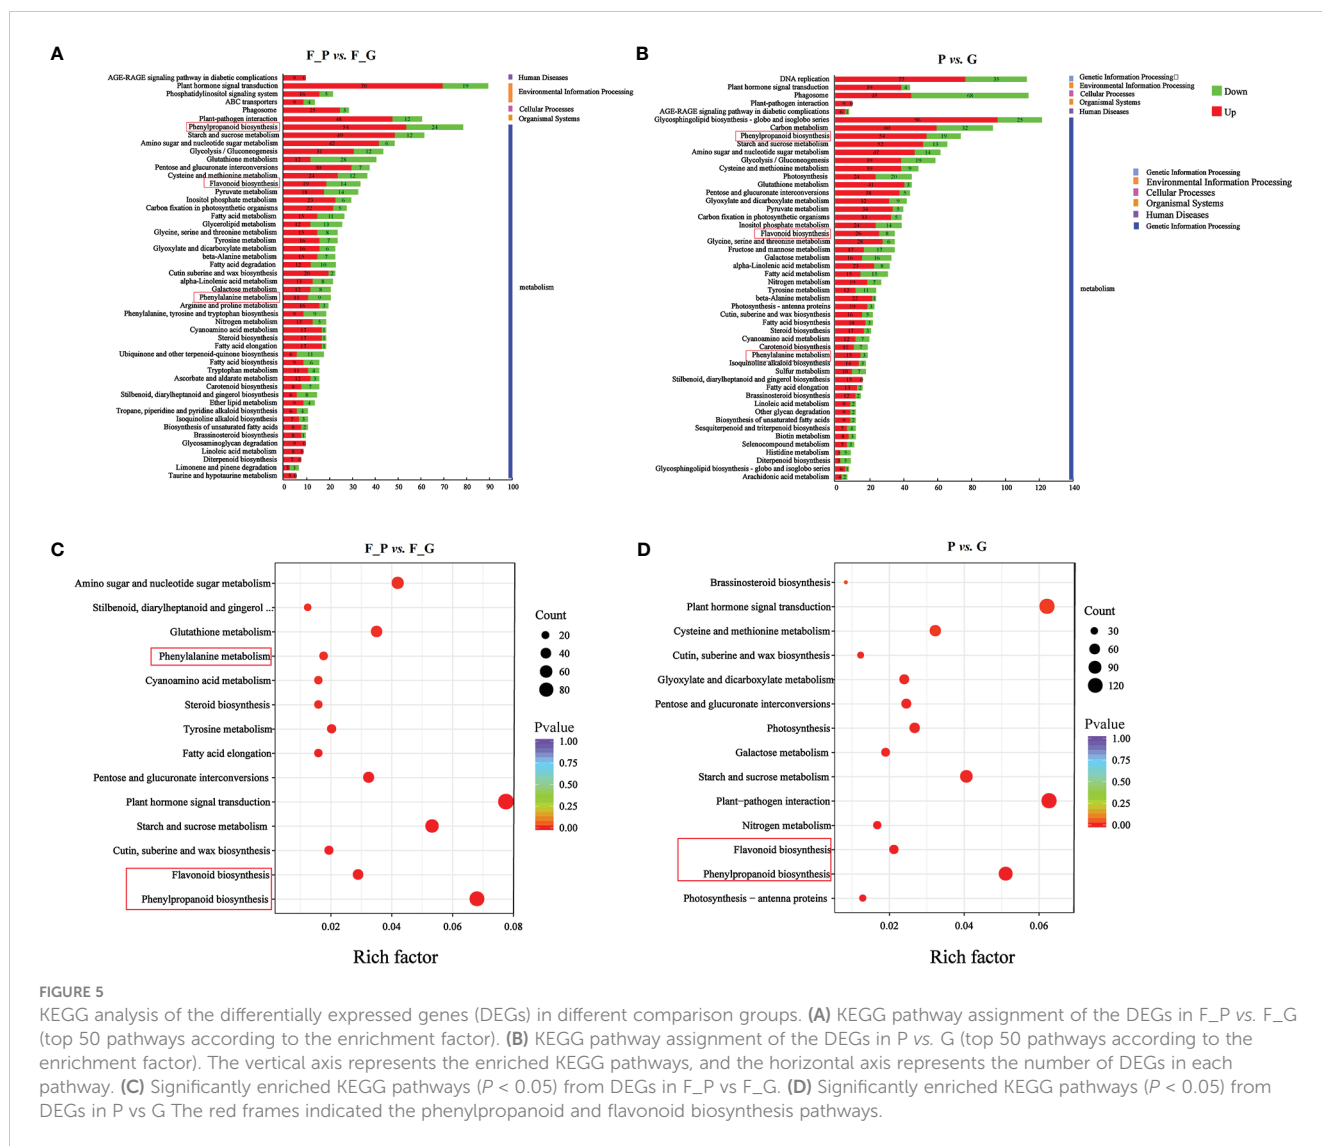 A
F_P vs. F_G
AGE-RAGE signaling pathway in diabetic complications
Plant hormone signal transduction
Phosphatidylinositol signaling system
ABC transporters
Phagosome
Plant-pathogen interaction
Phenylpropanoid biosynthesis
Starch and sucrose metabolism
Amino sugar and nucleotide sugar metabolism
Glycolysis / Gluconeogenesis
Glutathione metabolism
Pentose and glucuronate interconversions
Cysteine and methionine metabolism
Flavonoid biosynthesis
Pyruvate metabolism
Inositol phosphate metabolism
Carbon fixation in photosynthetic organisms
Fatty acid metabolism
Glycerolipid metabolism
Glycine, serine and threonine metabolism
Tyrosine metabolism
Glyoxylate and dicarboxylate metabolism
beta-Alanine metabolism
Fatty acid degradation
Cutin suberine and wax biosynthesis
alpha-Linolenic acid metabolism
Galactose metabolism
Phenylalanine metabolism
Arginine and proline metabolism
Phenylalanine, tyrosine and tryptophan biosynthesis
Nitrogen metabolism
Cyanoamino acid metabolism
Steroid biosynthesis
Fatty acid elongation
Ubiquinone and other terpenoid-quinone biosynthesis
Fatty acid biosynthesis
Tryptophan metabolism
Ascorbate and aldarate metabolism
Carotenoid biosynthesis
Stilbenoid, diarylheptanoid and gingerol biosynthesis
Ether lipid metabolism
Tropane, piperidine and pyridine alkaloid biosynthesis
Isoquinoline alkaloid biosynthesis
Biosynthesis of unsaturated fatty acids
Brassinosteroid biosynthesis
Glycosaminoglycan degradation
Linoleic acid metabolism
Diterpenoid biosynthesis
Limonene and pinene degradation
Taurine and hypotaurine metabolism
0 10 20 30 40 50 60 70 80 90 100
Human Diseases
Environmental Information Processing
Cellular Processes
Organismal Systems
metabolism
B
P vs. G
DNA replication
Plant hormone signal transduction
Phagosome
Plant-pathogen interaction
AGE-RAGE signaling pathway in diabetic complications
Glycosphingolipid biosynthesis - globo and isoglobo series
Carbon metabolism
Phenylpropanoid biosynthesis
Starch and sucrose metabolism
Amino and nucleotide sugar metabolism
Glycolysis / Gluconeogenesis
Cysteine and methionine metabolism
Photosynthesis
Glutathione metabolism
Pentose and glucuronate interconversions
Glyoxylate and dicarboxylate metabolism
Pyruvate metabolism
Carbon fixation in photosynthetic organisms
Inositol phosphate metabolism
Flavonoid biosynthesis
Glycine, serine and threonine metabolism
Fructose and mannose metabolism
Galactose metabolism
alpha-Linolenic acid metabolism
Fatty acid metabolism
Nitrogen metabolism
Tyrosine metabolism
beta-Alanine metabolism
Photosynthesis - antenna proteins
Cutin, suberine and wax biosynthesis
Fatty acid biosynthesis
Steroid biosynthesis
Cyanoamino acid metabolism
Carotenoid biosynthesis
Phenylalanine metabolism
Isoquinoline alkaloid biosynthesis
Sulfur metabolism
Stilbenoid, diarylheptanoid and gingerol biosynthesis
Fatty acid elongation
Brassinosteroid biosynthesis
Linoleic acid metabolism
Other glycan degradation
Biosynthesis of unsaturated fatty acids
Sesquiterpenoid and triterpenoid biosynthesis
Biotin metabolism
Selenocompound metabolism
Histidine metabolism
Diterpenoid biosynthesis
Glycosphingolipid biosynthesis - globo and isoglobo series
Arachidonic acid metabolism
0 20 40 60 80 100 120 140
Genetic Information Processing□
Environmental Information Processing
Cellular Processes
Organismal Systems
Human Diseases
metabolism
Down
Up
Genetic Information Processing
Environmental Information Processing
Cellular Processes
Organismal Systems
Human Diseases
Genetic Information Processing
C
F_P vs. F_G
Amino sugar and nucleotide sugar metabolism
Stilbenoid, diarylheptanoid and gingerol ...
Glutathione metabolism
Phenylalanine metabolism
Cyanoamino acid metabolism
Steroid biosynthesis
Tyrosine metabolism
Fatty acid elongation
Pentose and glucuronate interconversions
Plant hormone signal transduction
Starch and sucrose metabolism
Cutin, suberine and wax biosynthesis
Flavonoid biosynthesis
Phenylpropanoid biosynthesis
0.02 0.04 0.06 0.08
Rich factor
Count
20
40
60
80
Pvalue
1.00
0.75
0.50
0.25
0.00
D
P vs. G
Brassinosteroid biosynthesis
Plant hormone signal transduction
Cysteine and methionine metabolism
Cutin, suberine and wax biosynthesis
Glyoxylate and dicarboxylate metabolism
Pentose and glucuronate interconversions
Photosynthesis
Galactose metabolism
Starch and sucrose metabolism
Plant−pathogen interaction
Nitrogen metabolism
Flavonoid biosynthesis
Phenylpropanoid biosynthesis
Photosynthesis − antenna proteins
0.02 0.04 0.06
Rich factor
Count
30
60
90
120
Pvalue
1.00
0.75
0.50
0.25
0.00
FIGURE 5
KEGG analysis of the differentially expressed genes (DEGs) in different comparison groups. (A) KEGG pathway assignment of the DEGs in F_P vs. F_G
(top 50 pathways according to the enrichment factor). (B) KEGG pathway assignment of the DEGs in P vs. G (top 50 pathways according to the
enrichment factor). The vertical axis represents the enriched KEGG pathways, and the horizontal axis represents the number of DEGs in each
pathway. (C) Significantly enriched KEGG pathways (P < 0.05) from DEGs in F_P vs F_G. (D) Significantly enriched KEGG pathways (P < 0.05) from
DEGs in P vs G The red frames indicated the phenylpropanoid and flavonoid biosynthesis pathways.